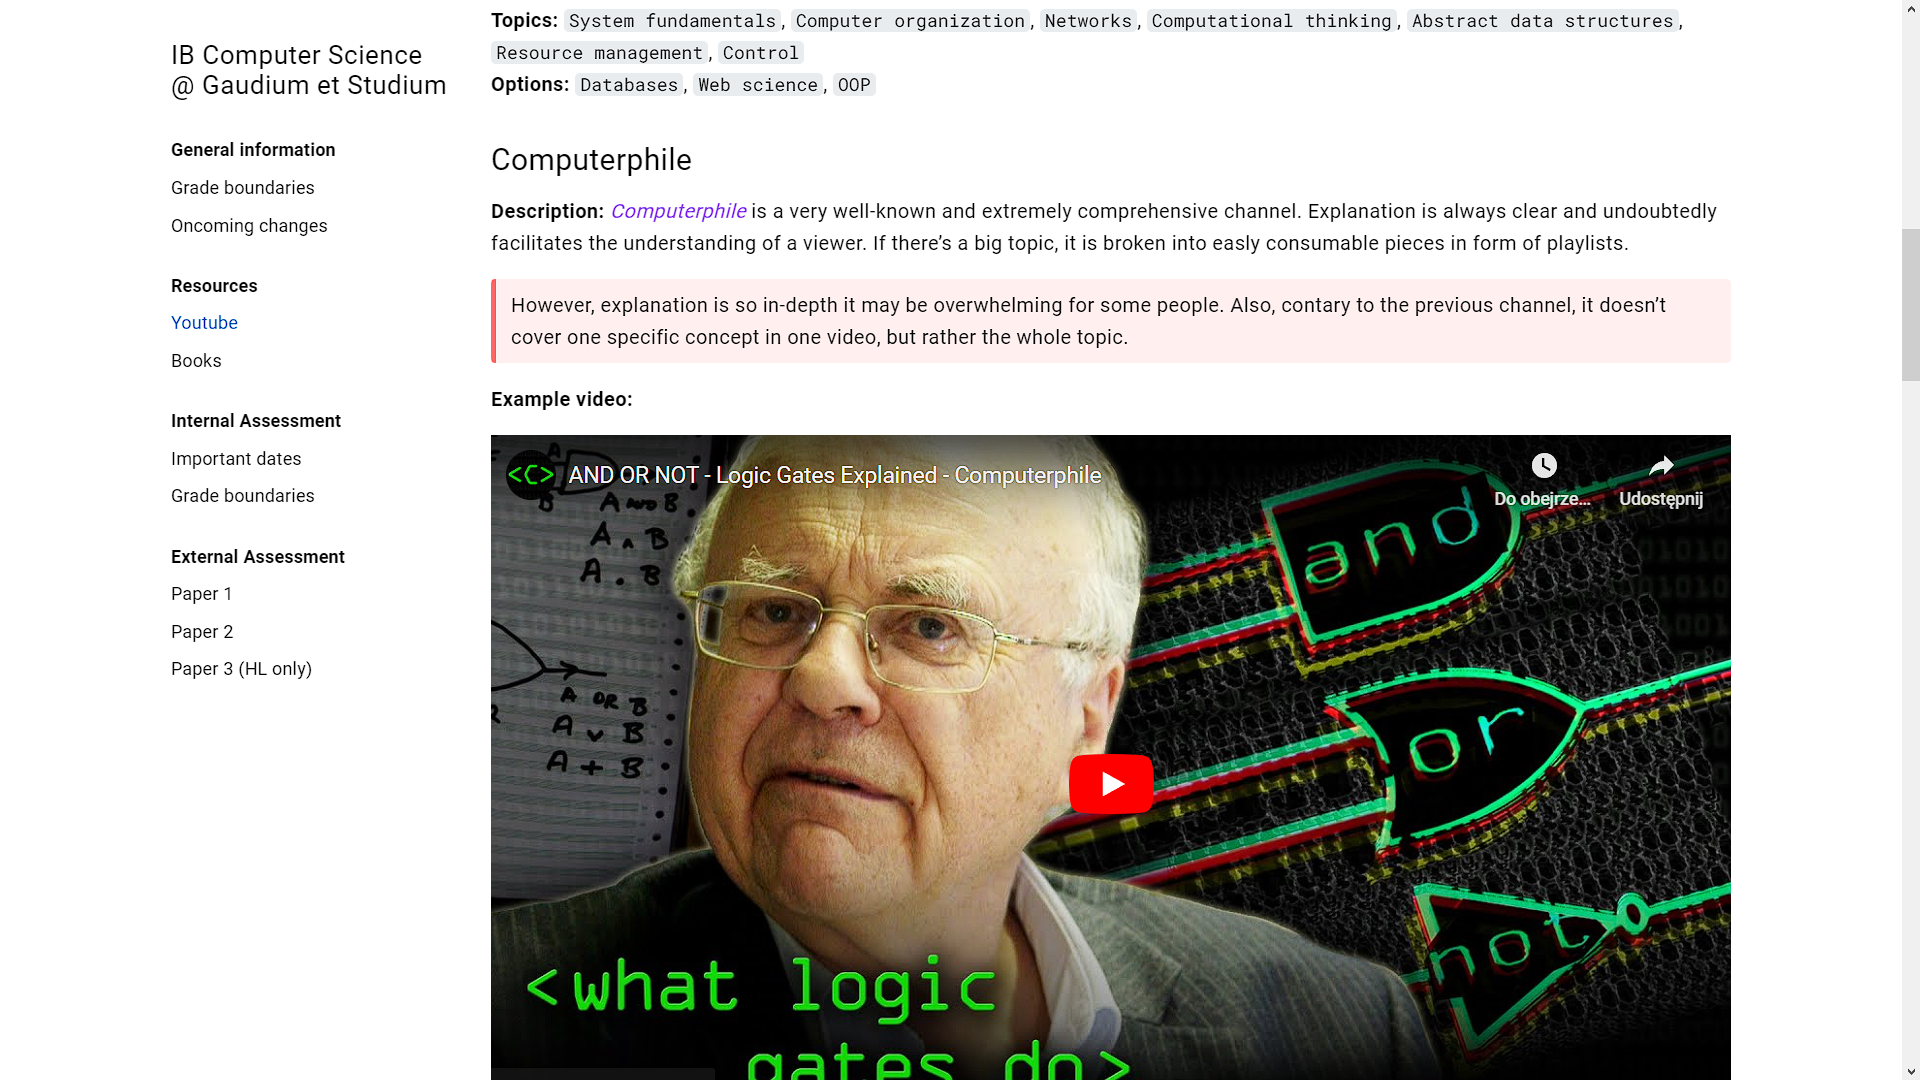 Topics: System fundamentals, Computer organization, Networks, Computational thinking, Abstract data structures,
Resource management, Control
Options: Databases, Web science, OOP
IB Computer Science
@ Gaudium et Studium
General information
Grade boundaries
Oncoming changes
Resources
Youtube
Books
Internal Assessment
Important dates
Grade boundaries
External Assessment
Paper 1
Paper 2
Paper 3 (HL only)
Computerphile
Description: Computerphile is a very well-known and extremely comprehensive channel. Explanation is always clear and undoubtedly
facilitates the understanding of a viewer. If there’s a big topic, it is broken into easly consumable pieces in form of playlists.
However, explanation is so in-depth it may be overwhelming for some people. Also, contary to the previous channel, it doesn’t
cover one specific concept in one video, but rather the whole topic.
Example video:
<C> AND OR NOT - Logic Gates Explained - Computerphile
Do obejrze...
Udostępnij
A AND B
A ∧ B
A . B
A OR B
A ∨ B
A + B
and
or
not
<what logic
gates do>